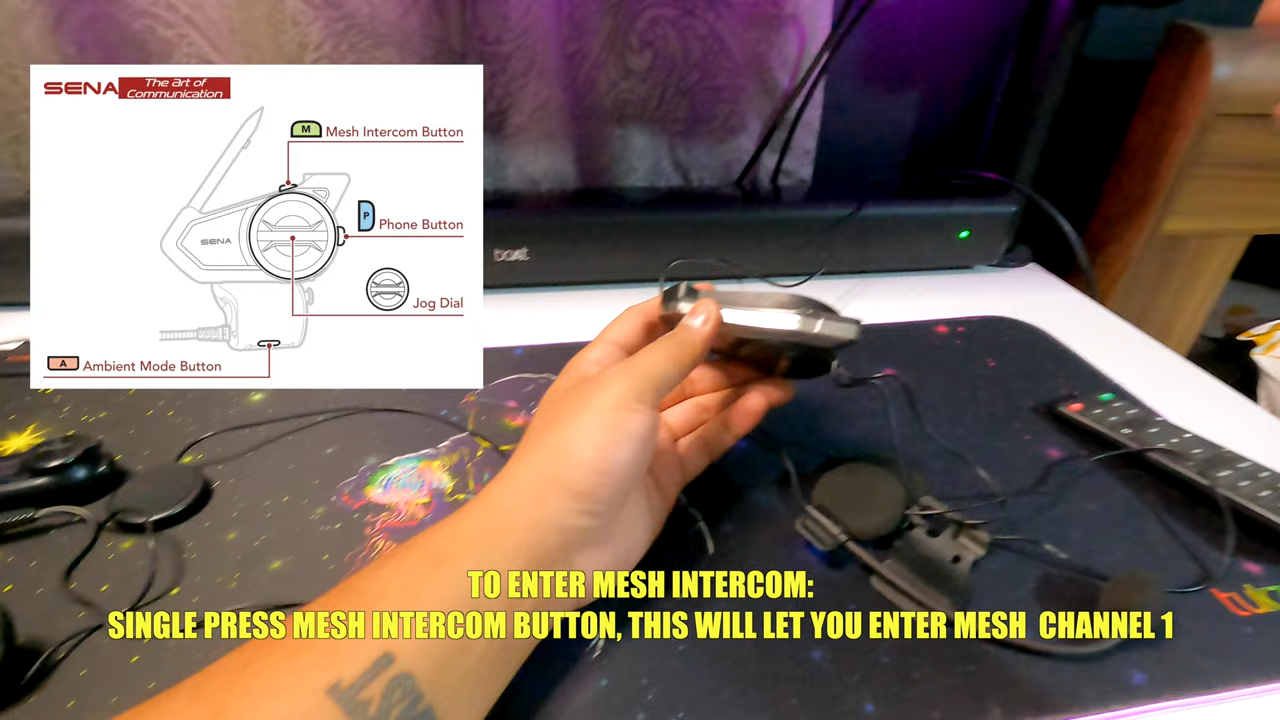 SENA The Art of
Communication
M Mesh Intercom Button
P
Phone Button
SENA
Jog Dial
A Ambient Mode Button
boAt
TO ENTER MESH INTERCOM:
SINGLE PRESS MESH INTERCOM BUTTON, THIS WILL LET YOU ENTER MESH CHANNEL 1